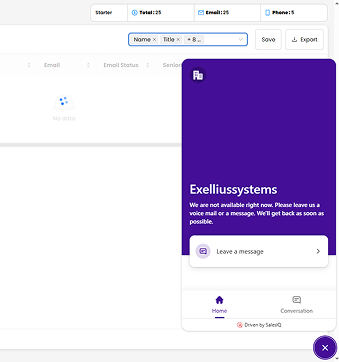 Starter Total:25 Email:25 Phone:5
Name × Title × + 8 ... Save Export
Email Email Status Senior
No data
Exelliussystems
We are not available right now. Please leave us a
voice mail or a message. We'll get back as soon as
possible.
Leave a message
Home Conversation
Driven by SalesIQ